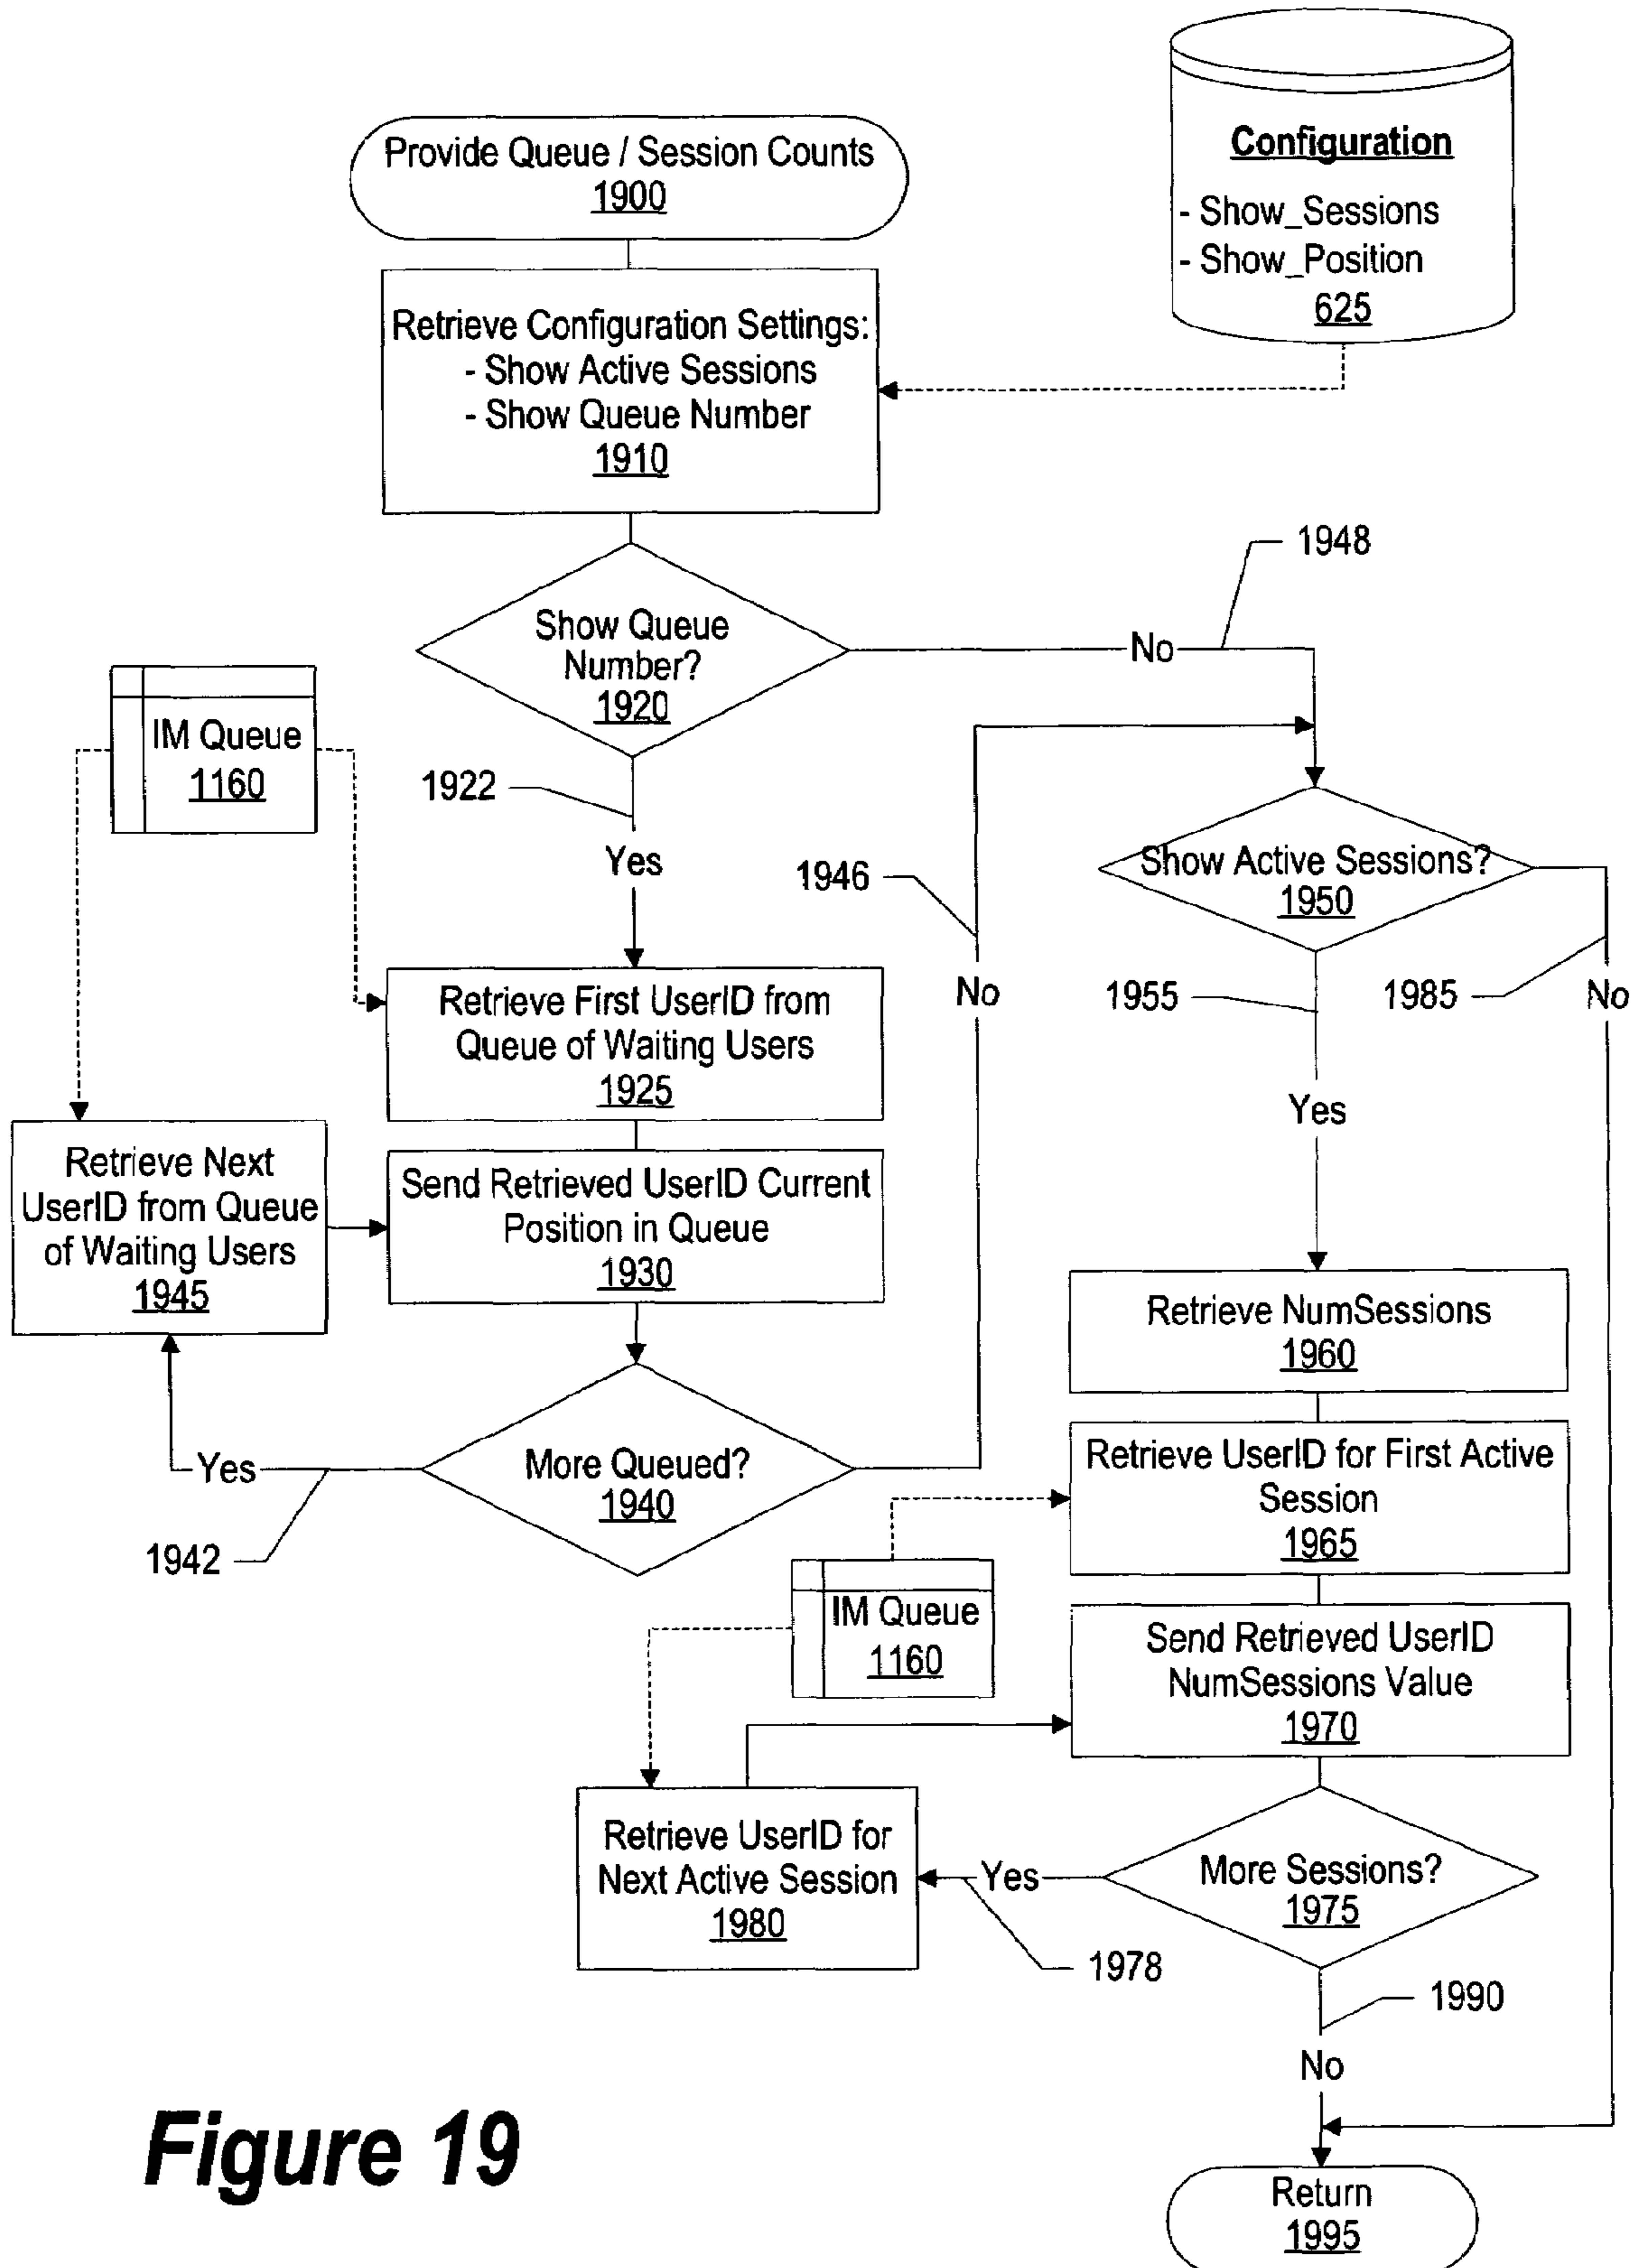 Provide Queue / Session Counts
1900
Configuration
- Show_Sessions
- Show_Position
625
Retrieve Configuration Settings:
- Show Active Sessions
- Show Queue Number
1910
1948
Show Queue
Number?
1920
No
IM Queue
1160
1922
Yes
1946
Show Active Sessions?
1950
No
1955
1985
No
Retrieve First UserID from
Queue of Waiting Users
1925
Yes
Retrieve Next
UserID from Queue
of Waiting Users
1945
Send Retrieved UserID Current
Position in Queue
1930
Retrieve NumSessions
1960
Yes
More Queued?
1940
1942
Retrieve UserID for First Active
Session
1965
IM Queue
1160
Send Retrieved UserID
NumSessions Value
1970
Retrieve UserID for
Next Active Session
1980
Yes
More Sessions?
1975
1978
1990
No
Figure 19
Return
1995